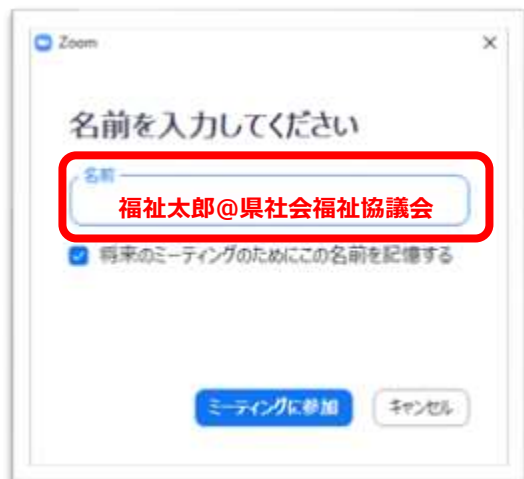 Zoom
名前を入力してください
名前
福祉太郎@県社会福祉協議会
将来のミーティングのためにこの名前を記憶する
ミーティングに参加
キャンセル